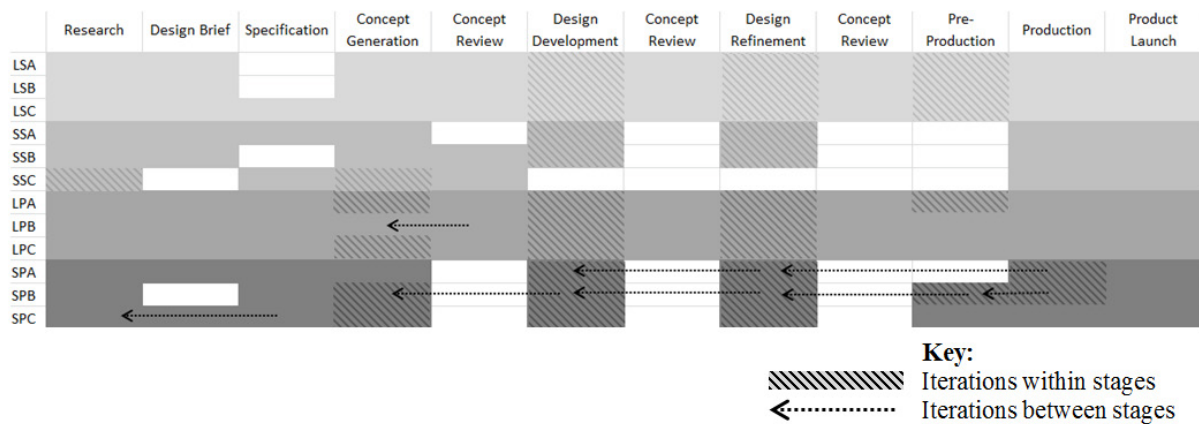 Research Design Brief Specification Concept Generation Concept Review Design Development Concept Review Design Refinement Concept Review Pre-Production Production Product Launch
LSA
LSB
LSC
SSA
SSB
SSC
LPA
LPB
LPC
SPA
SPB
SPC
Key:
Iterations within stages
Iterations between stages